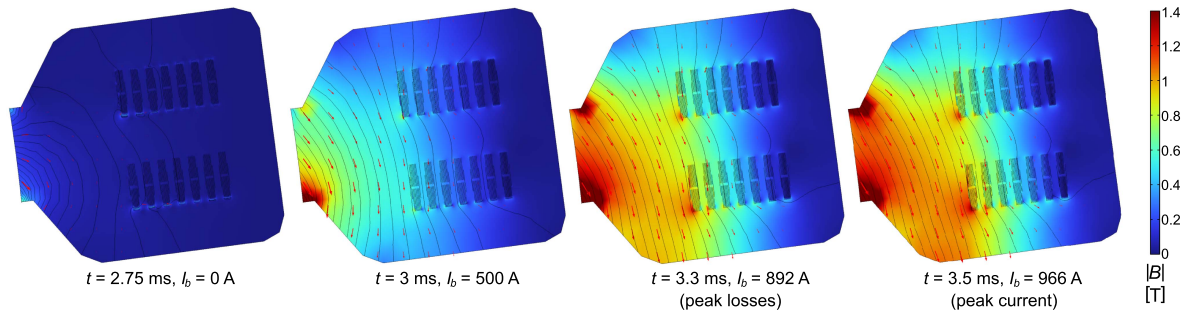 t = 2.75 ms, I_b = 0 A
t = 3 ms, I_b = 500 A
t = 3.3 ms, I_b = 892 A
(peak losses)
t = 3.5 ms, I_b = 966 A
(peak current)
1.4
1.2
1
0.8
0.6
0.4
0.2
0
|B|
[T]